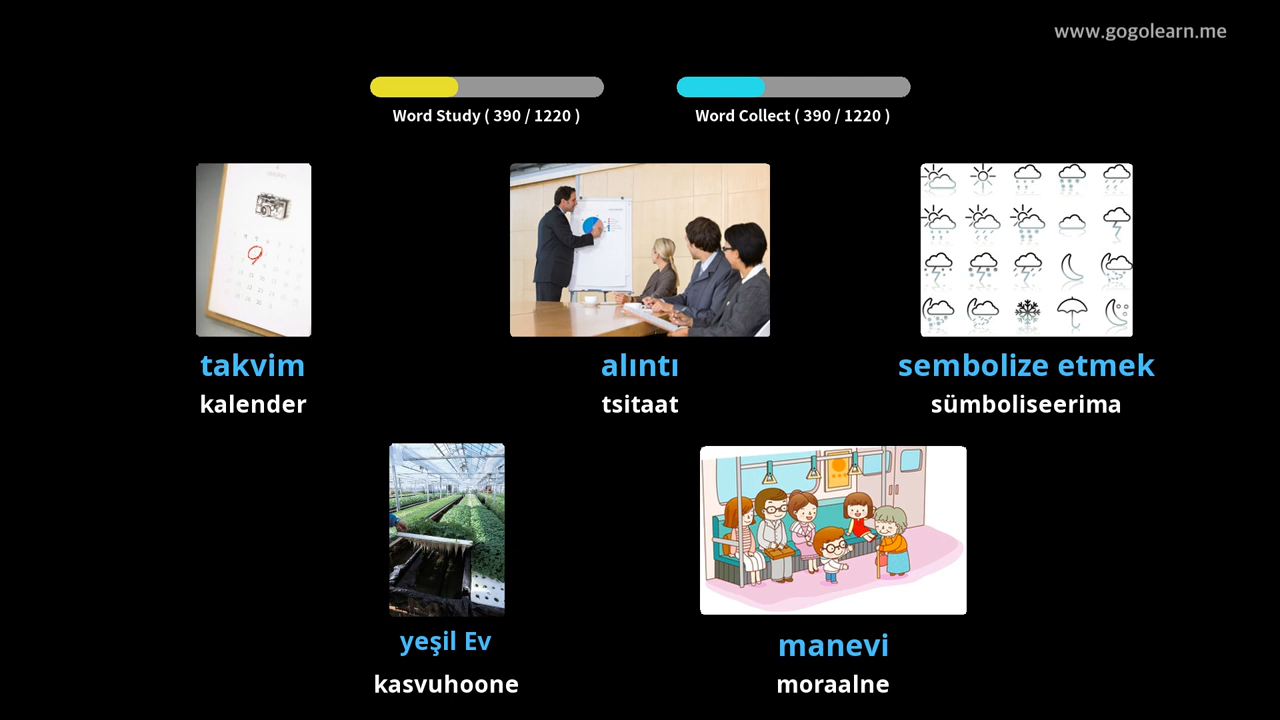 www.gogolearn.me
Word Study ( 390 / 1220 )
Word Collect ( 390 / 1220 )
takvim
kalender
alıntı
tsitaat
sembolize etmek
sümboliseerima
yeşil Ev
kasvuhoone
manevi
moraalne